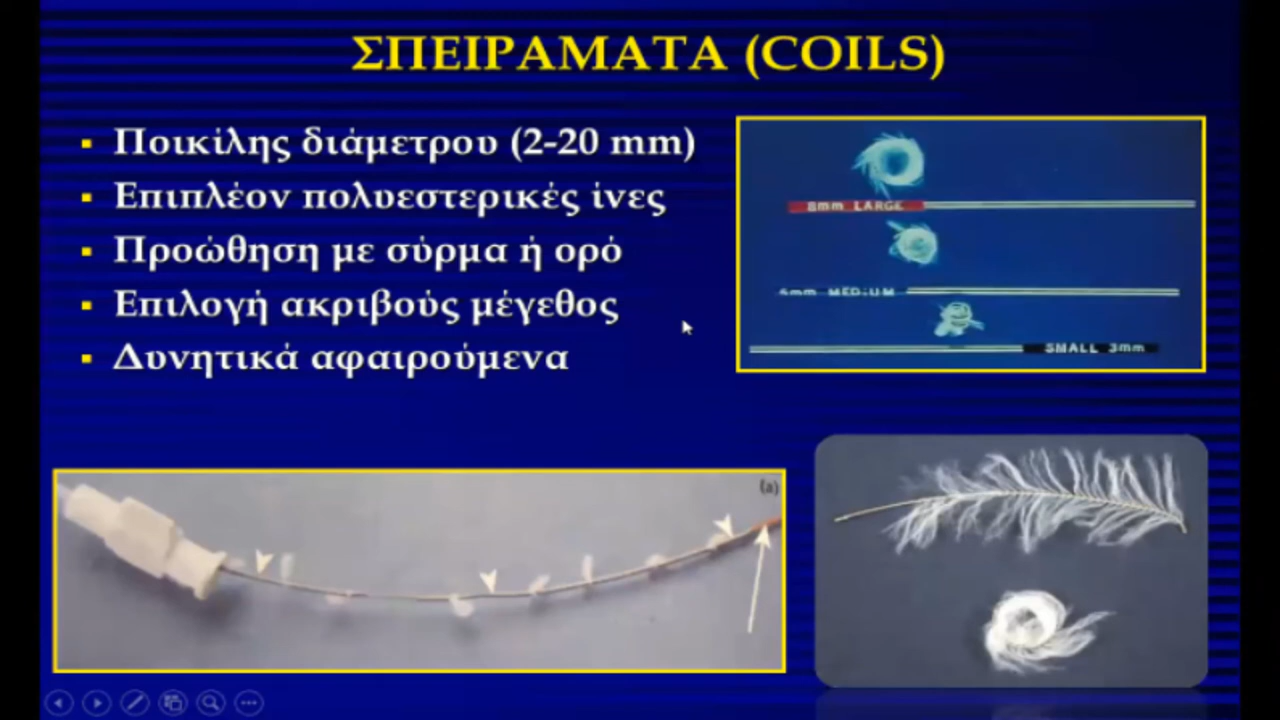 ΣΠΕΙΡΑΜΑΤΑ (COILS)
Ποικίλης διάμετρου (2-20 mm)
Επιπλέον πολυεστερικές ίνες
Προώθηση με σύρμα ή ορό
Επιλογή ακριβούς μέγεθος
Δυνητικά αφαιρούμενα
8mm LARGE
5mm MEDIUM
SMALL 3mm
(a)